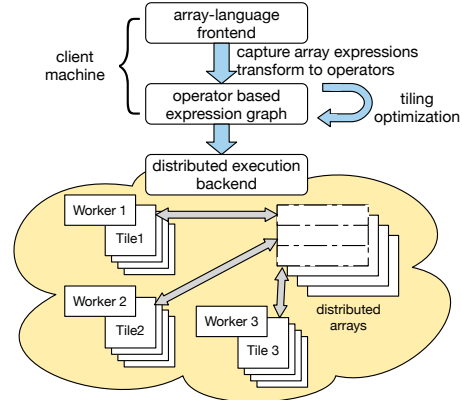 array-language
frontend
client
machine
capture array expressions
transform to operators
operator based
expression graph
tiling
optimization
distributed execution
backend
Worker 1
Tile1
Worker 2
Tile2
Worker 3
Tile 3
distributed
arrays